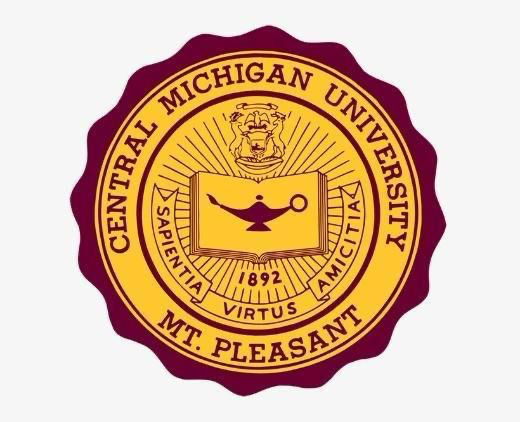 CENTRAL MICHIGAN UNIVERSITY
1892
SAPIENTIA VIRTUS AMICITIA
MT. PLEASANT